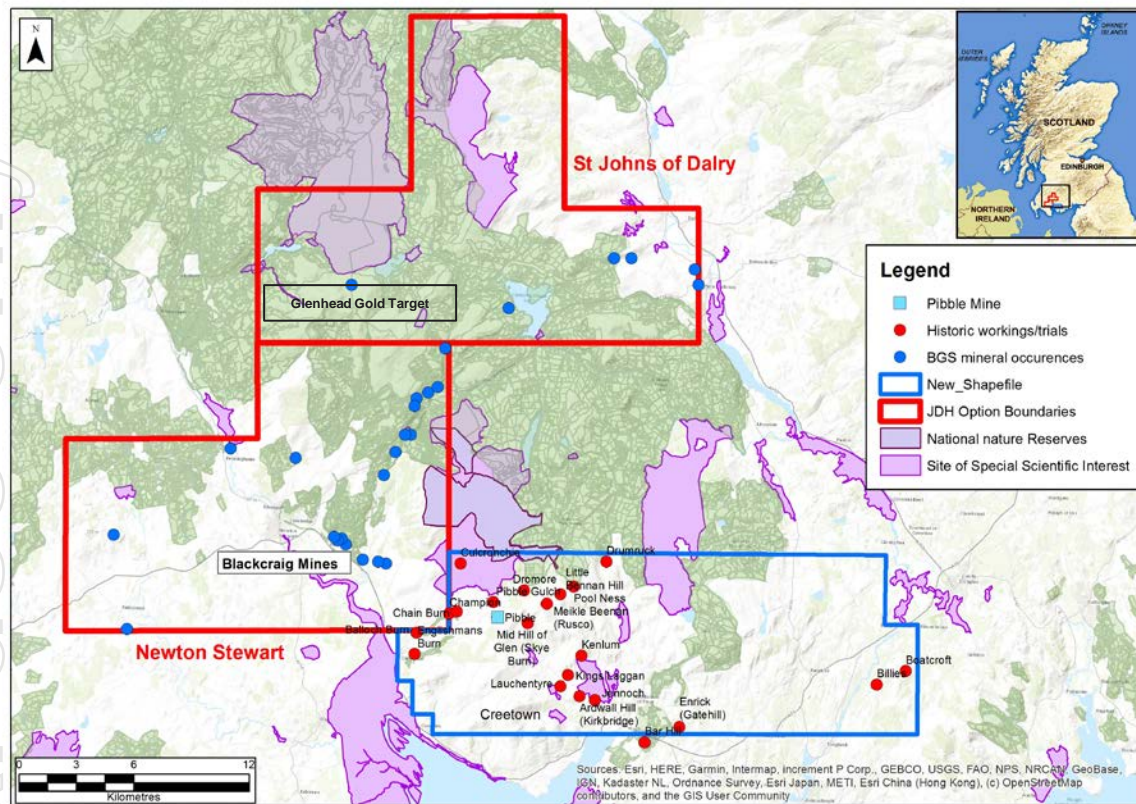 N
St Johns of Dalry
Glenhead Gold Target
Blackcraig Mines
Newton Stewart
Culcronchie
Drumruck
Dromore
Little
Bennan Hill
Pibble Gulch
Pool Ness
Champion
Meikle Beenan
(Rusco)
Chain Burn
Pibble
Balloch Burn
Englishmans
Burn
Mid Hill of
Glen (Skye
Burn)
Kenlum
Kings Laggan
Lauchentyre
Jennoch
Ardwall Hill
(Kirkbridge)
Creetown
Enrick
(Gatehill)
Bar Hill
Billies
Boatcroft
ORKNEY
ISLANDS
OUTER
HEBRIDES
SCOTLAND
EDINBURGH
NORTHERN
IRELAND
Legend
Pibble Mine
Historic workings/trials
BGS mineral occurences
New_Shapefile
JDH Option Boundaries
National nature Reserves
Site of Special Scientific Interest
0 3 6 12
Kilometres
Sources: Esri, HERE, Garmin, Intermap, increment P Corp., GEBCO, USGS, FAO, NPS, NRCAN, GeoBase,
IGN, Kadaster NL, Ordnance Survey, Esri Japan, METI, Esri China (Hong Kong), (c) OpenStreetMap
contributors, and the GIS User Community